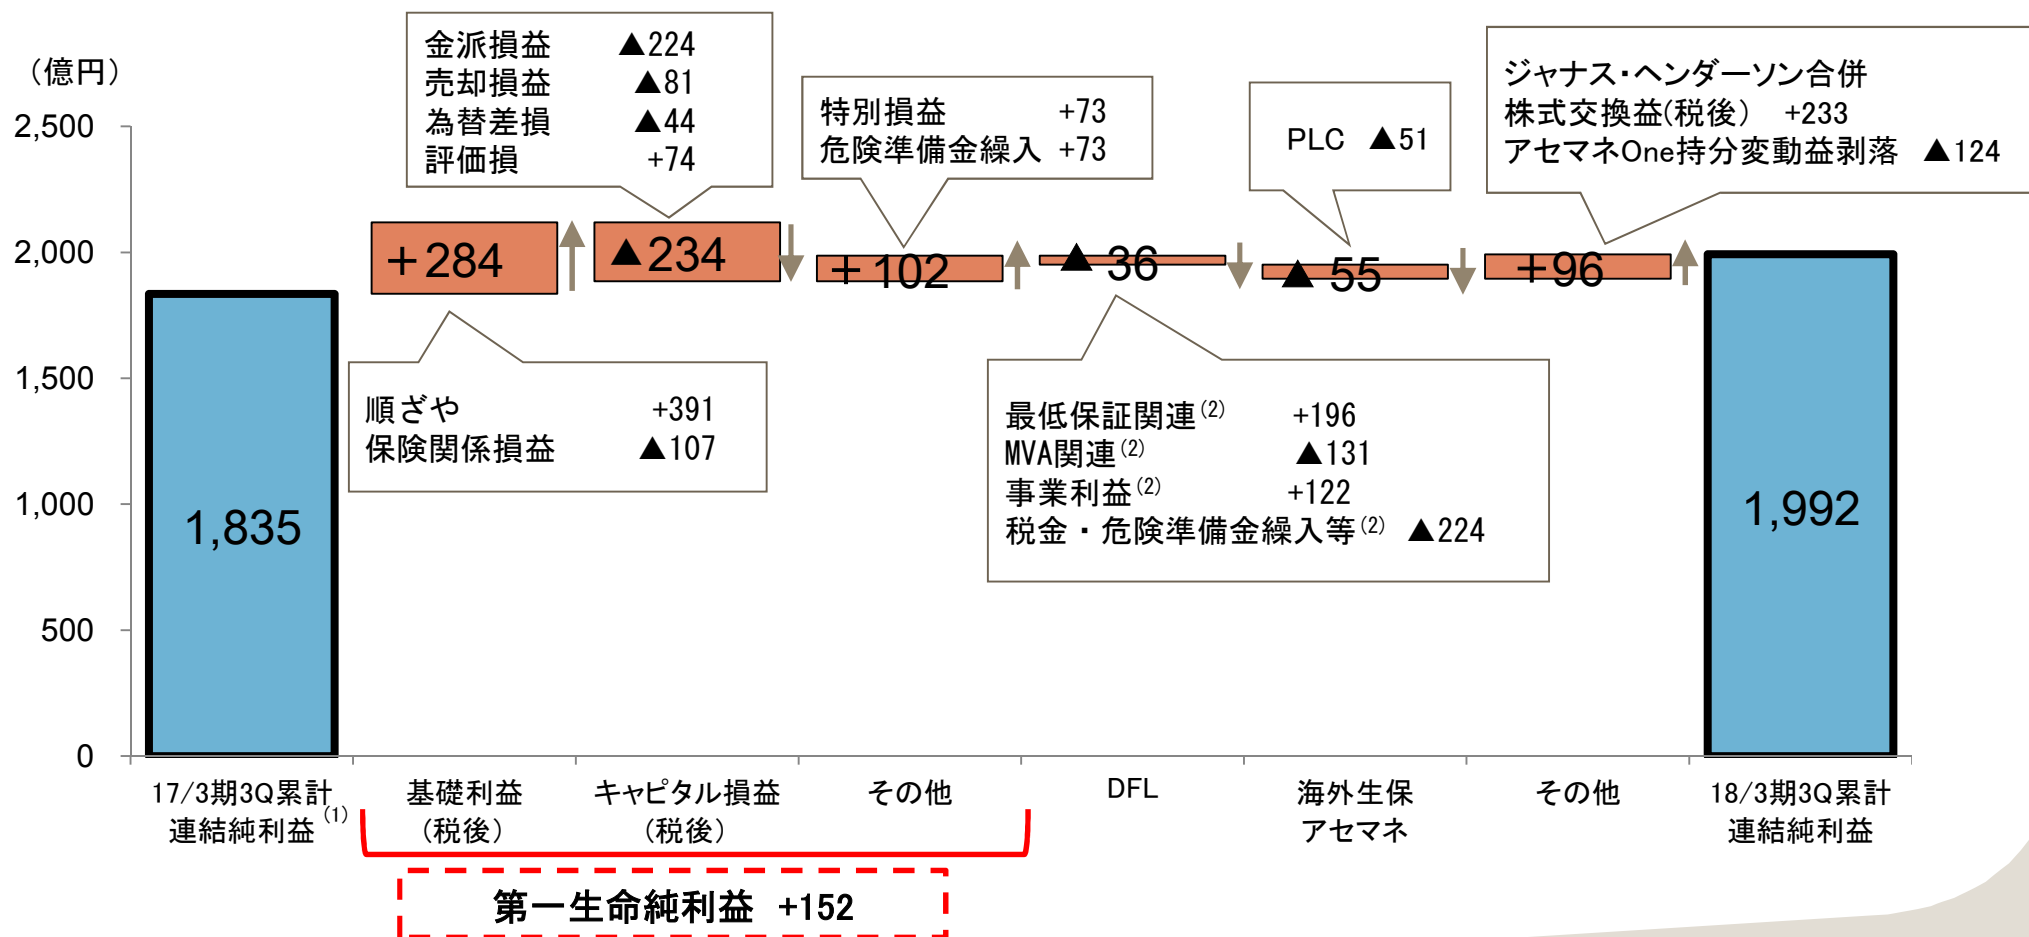 （億円）
2,500
2,000
1,500
1,000
500
0
金派損益 ▲224
売却損益 ▲81
為替差損 ▲44
評価損 +74
特別損益 +73
危険準備金繰入 +73
PLC ▲51
ジャナス・ヘンダーソン合併
株式交換益(税後) +233
アセマネOne持分変動益剥落 ▲124
1,835
+284
▲234
+102
▲36
▲55
+96
1,992
順ざや +391
保険関係損益 ▲107
最低保証関連(2) +196
MVA関連(2) ▲131
事業利益(2) +122
税金・危険準備金繰入等(2) ▲224
17/3期3Q累計
連結純利益(1)
基礎利益
(税後)
キャピタル損益
(税後)
その他
DFL
海外生保
アセマネ
その他
18/3期3Q累計
連結純利益
第一生命純利益 +152